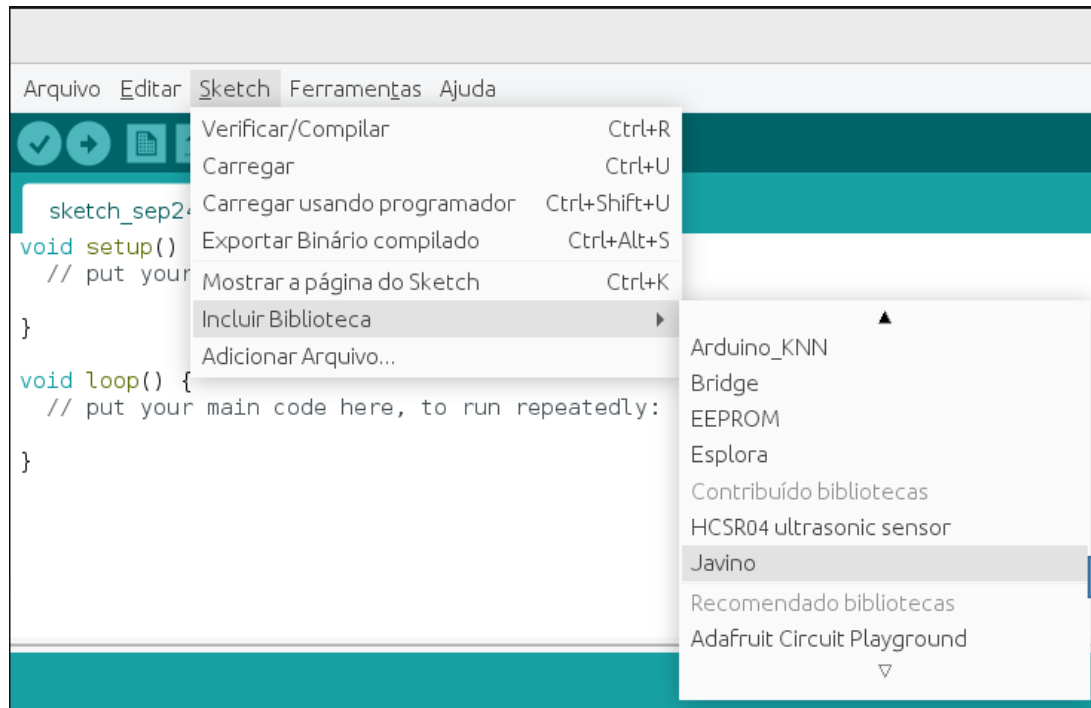 Arquivo Editar Sketch Ferramentas Ajuda
Verificar/Compilar Ctrl+R
Carregar Ctrl+U
Carregar usando programador Ctrl+Shift+U
Exportar Binário compilado Ctrl+Alt+S
Mostrar a página do Sketch Ctrl+K
Incluir Biblioteca
Adicionar Arquivo...
Arduino_KNN
Bridge
EEPROM
Esplora
Contribuído bibliotecas
HCSR04 ultrasonic sensor
Javino
Recomendado bibliotecas
Adafruit Circuit Playground
sketch_sep24
void setup()
// put your
}
void loop() {
// put your main code here, to run repeatedly:
}